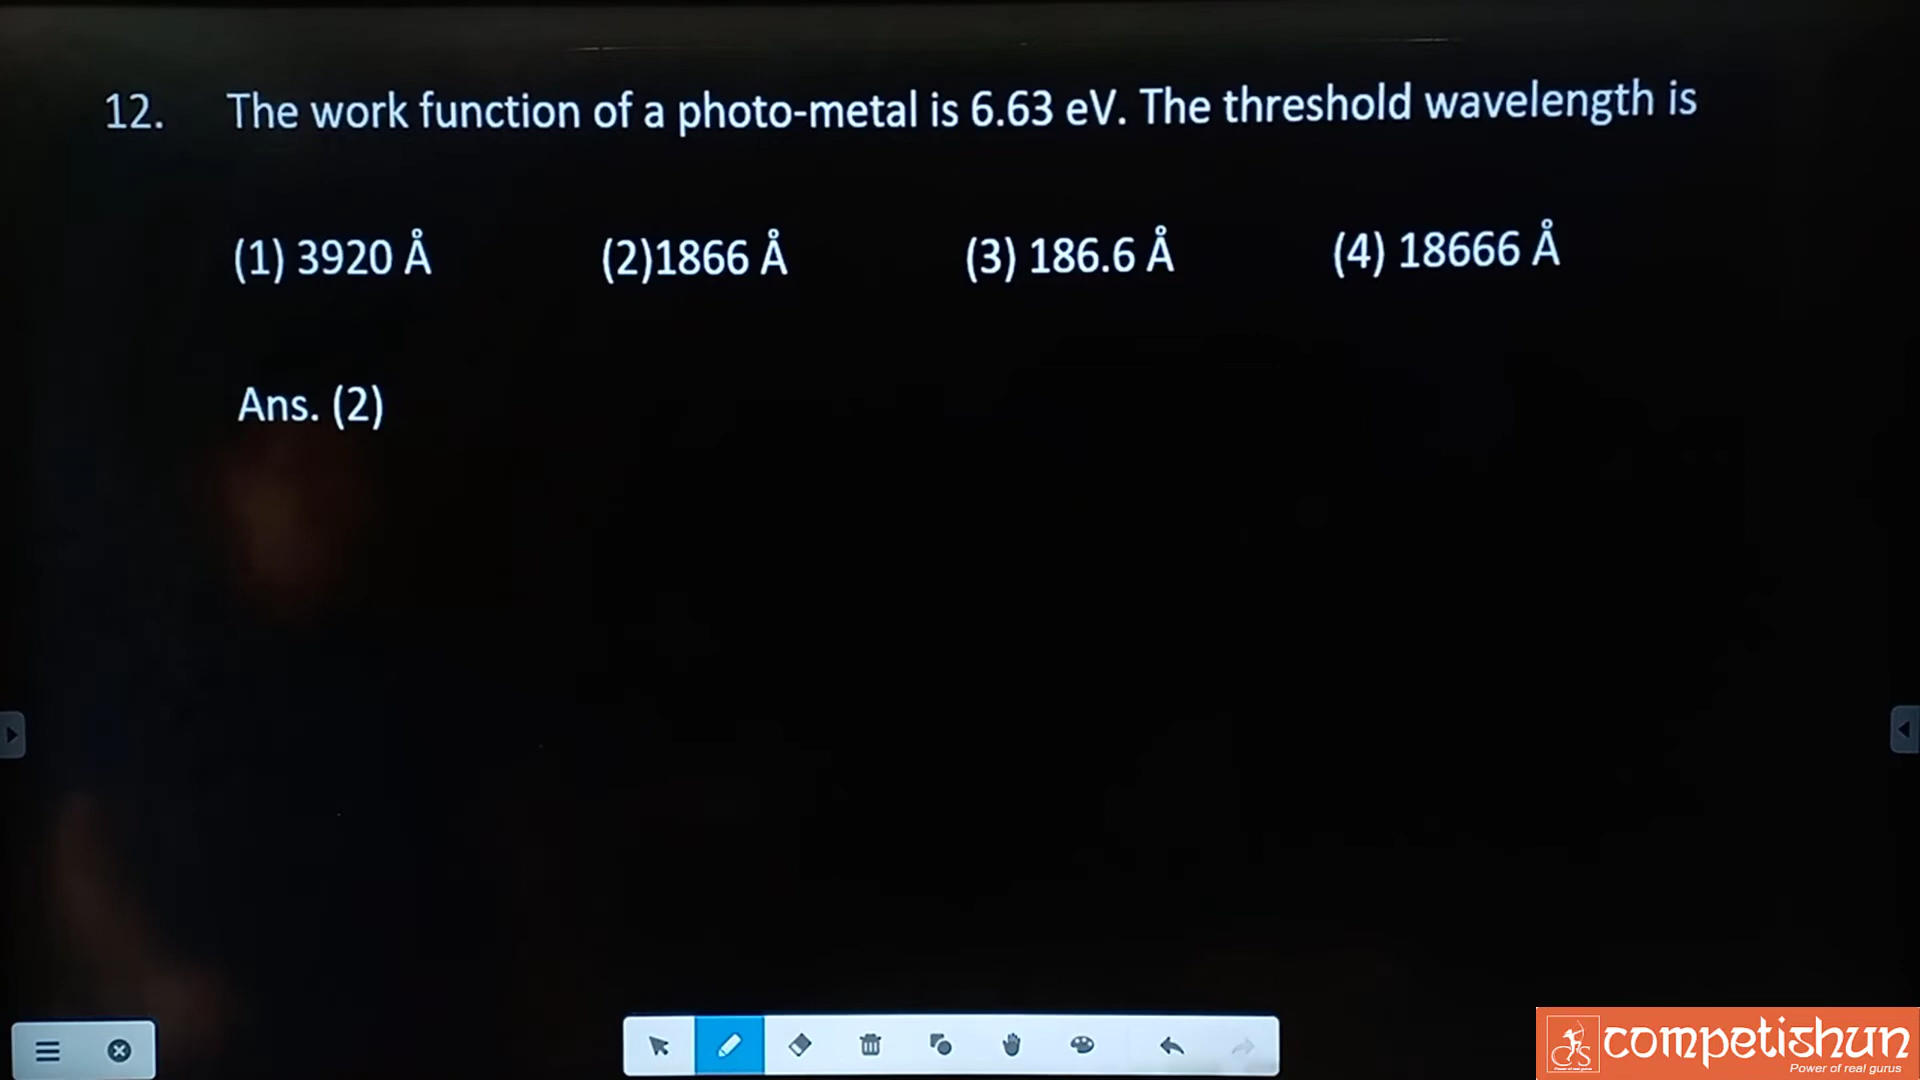 12. The work function of a photo-metal is 6.63 eV. The threshold wavelength is
(1) 3920 Å (2)1866 Å (3) 186.6 Å (4) 18666 Å
Ans. (2)
competishun
Power of real gurus